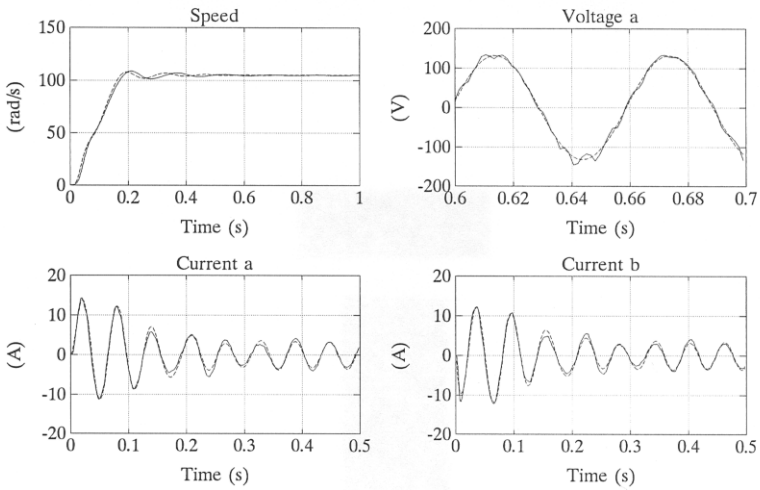 Speed
150
100
50
0
(rad/s)
0 0.2 0.4 0.6 0.8 1
Time (s)
Voltage a
200
100
0
-100
-200
(V)
0.6 0.62 0.64 0.66 0.68 0.7
Time (s)
Current a
20
10
0
-10
-20
(A)
0 0.1 0.2 0.3 0.4 0.5
Time (s)
Current b
20
10
0
-10
-20
(A)
0 0.1 0.2 0.3 0.4 0.5
Time (s)